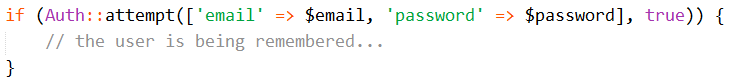 if (Auth::attempt(['email' => $email, 'password' => $password], true)) {
    // the user is being remembered...
}